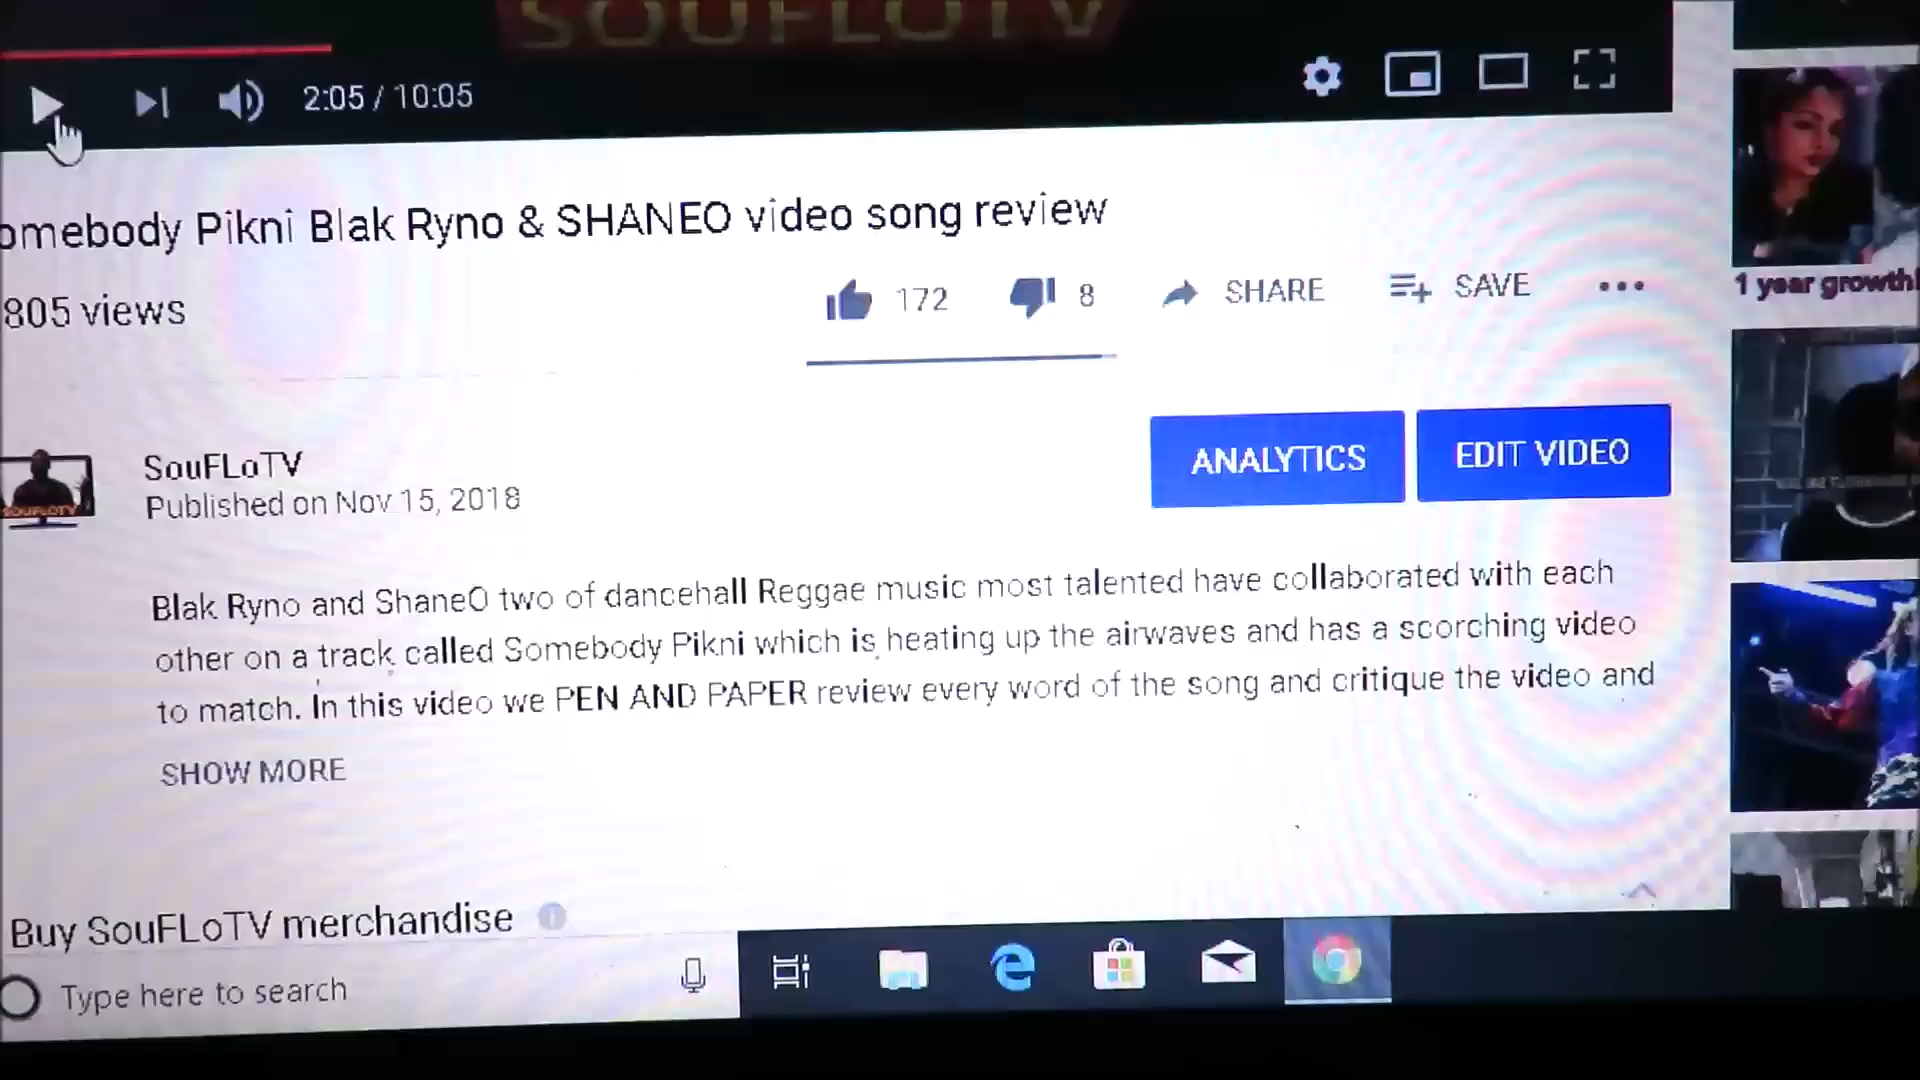 SOUFLOTV
2:05 / 10:05
omebody Pikni Blak Ryno & SHANEO video song review
805 views
172
8
SHARE
SAVE
1 year growth!
SouFLoTV
Published on Nov 15, 2018
ANALYTICS
EDIT VIDEO
SOUFLOTV
Blak Ryno and ShaneO two of dancehall Reggae music most talented have collaborated with each
other on a track called Somebody Pikni which is heating up the airwaves and has a scorching video
to match. In this video we PEN AND PAPER review every word of the song and critique the video and
SHOW MORE
Buy SouFLoTV merchandise
Type here to search